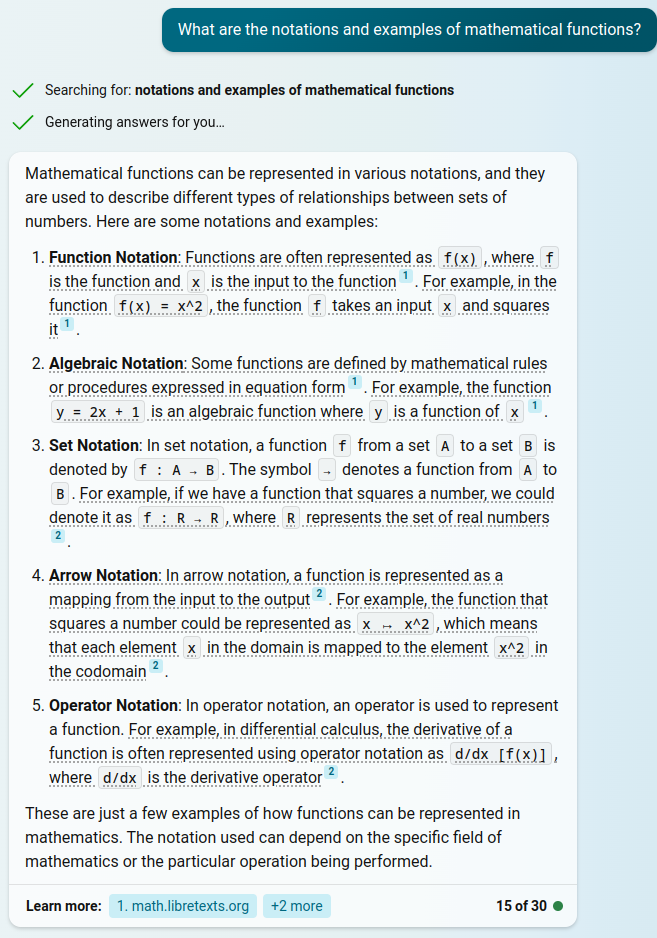 What are the notations and examples of mathematical functions?
Searching for: notations and examples of mathematical functions
Generating answers for you...
Mathematical functions can be represented in various notations, and they
are used to describe different types of relationships between sets of
numbers. Here are some notations and examples:
1. Function Notation: Functions are often represented as f(x), where f
is the function and x is the input to the function 1. For example, in the
function f(x) = x^2, the function f takes an input x and squares
it 1.
2. Algebraic Notation: Some functions are defined by mathematical rules
or procedures expressed in equation form 1. For example, the function
y = 2x + 1 is an algebraic function where y is a function of x 1.
3. Set Notation: In set notation, a function f from a set A to a set B is
denoted by f : A → B. The symbol → denotes a function from A to
B. For example, if we have a function that squares a number, we could
denote it as f : R → R, where R represents the set of real numbers
2.
4. Arrow Notation: In arrow notation, a function is represented as a
mapping from the input to the output 2. For example, the function that
squares a number could be represented as x ↦ x^2, which means
that each element x in the domain is mapped to the element x^2 in
the codomain 2.
5. Operator Notation: In operator notation, an operator is used to represent
a function. For example, in differential calculus, the derivative of a
function is often represented using operator notation as d/dx [f(x)],
where d/dx is the derivative operator 2.
These are just a few examples of how functions can be represented in
mathematics. The notation used can depend on the specific field of
mathematics or the particular operation being performed.
Learn more: 1. math.libretexts.org +2 more 15 of 30